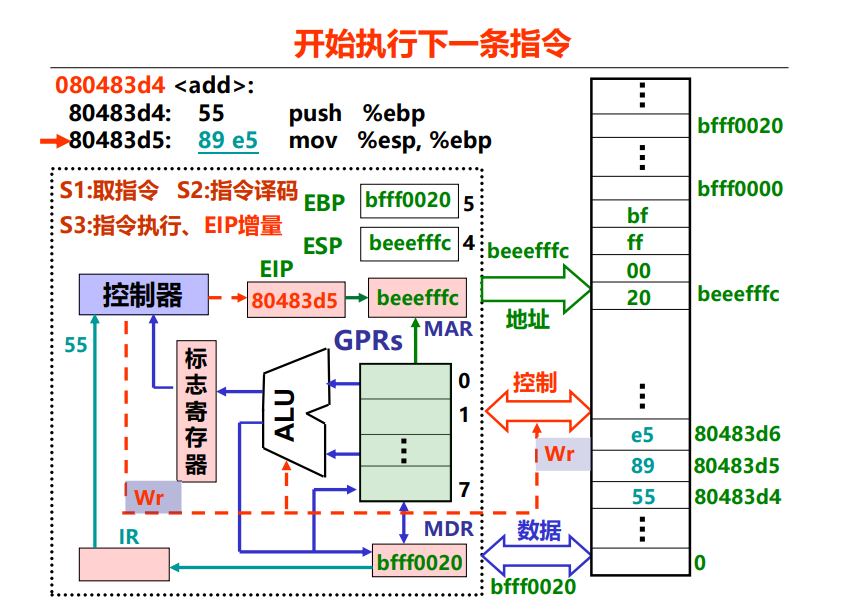 开始执行下一条指令
080483d4 <add>:
80483d4: 55 push %ebp
80483d5: 89 e5 mov %esp, %ebp
S1:取指令 S2:指令译码
S3:指令执行、EIP增量
EBP bfff0020 5
ESP beeefffc 4
EIP
控制器
80483d5
beeefffc
MAR
GPRs
55
标志寄存器
ALU
0
1
⋮
7
Wr
IR
MDR
bfff0020
beeefffc
地址
控制
Wr
数据
bfff0020
⋮
bfff0020
⋮
bfff0000
bf
ff
00
20 beeefffc
⋮
e5 80483d6
89 80483d5
55 80483d4
⋮
0